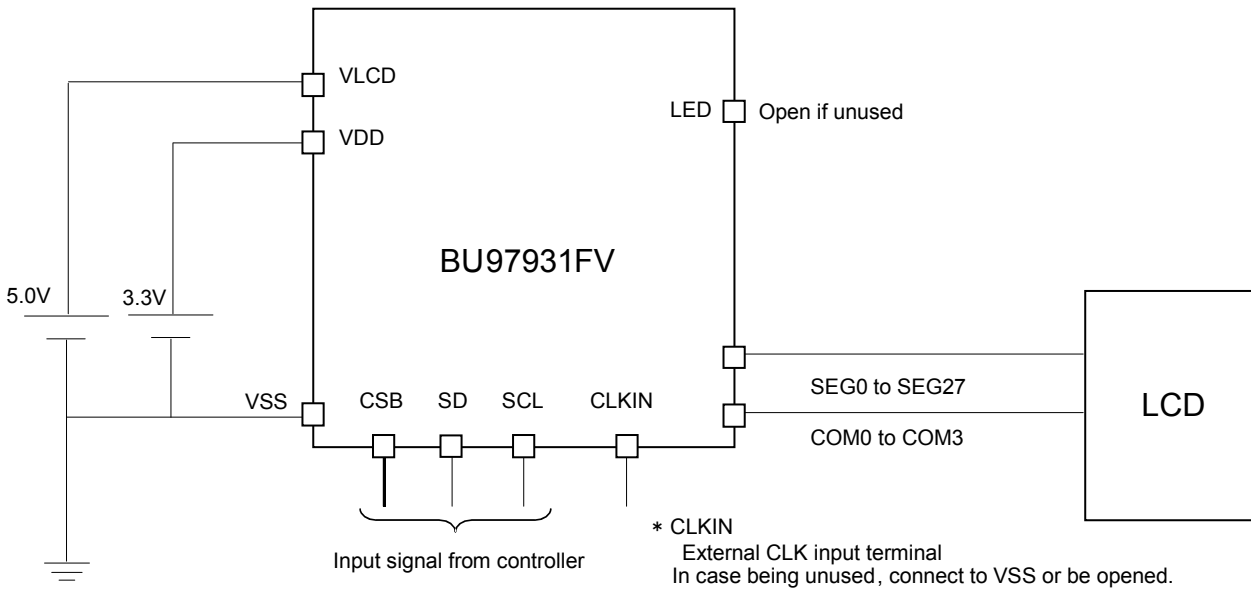 VLCD
LED
Open if unused
VDD
BU97931FV
5.0V
3.3V
VSS
CSB
SD
SCL
CLKIN
SEG0 to SEG27
LCD
COM0 to COM3
* CLKIN
Input signal from controller
External CLK input terminal
In case being unused, connect to VSS or be opened.